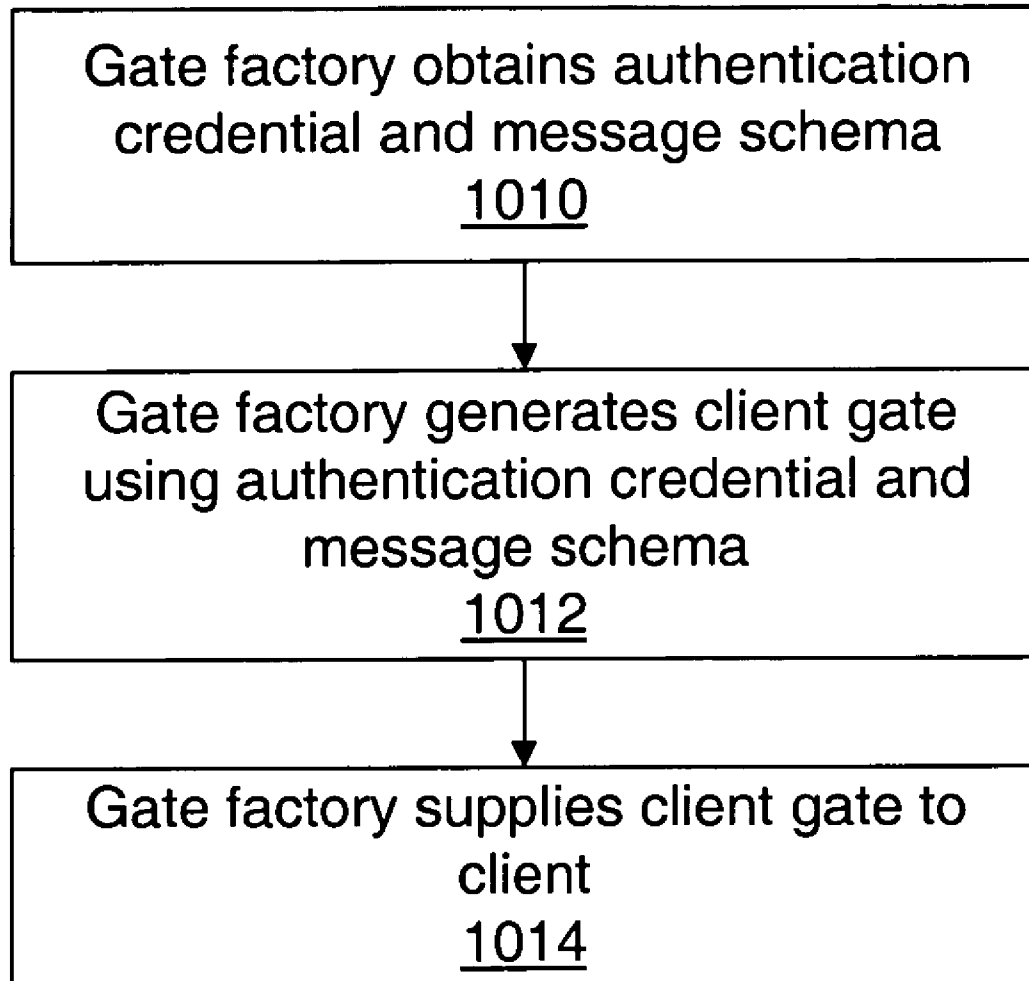 Gate factory obtains authentication
credential and message schema
1010
Gate factory generates client gate
using authentication credential and
message schema
1012
Gate factory supplies client gate to
client
1014